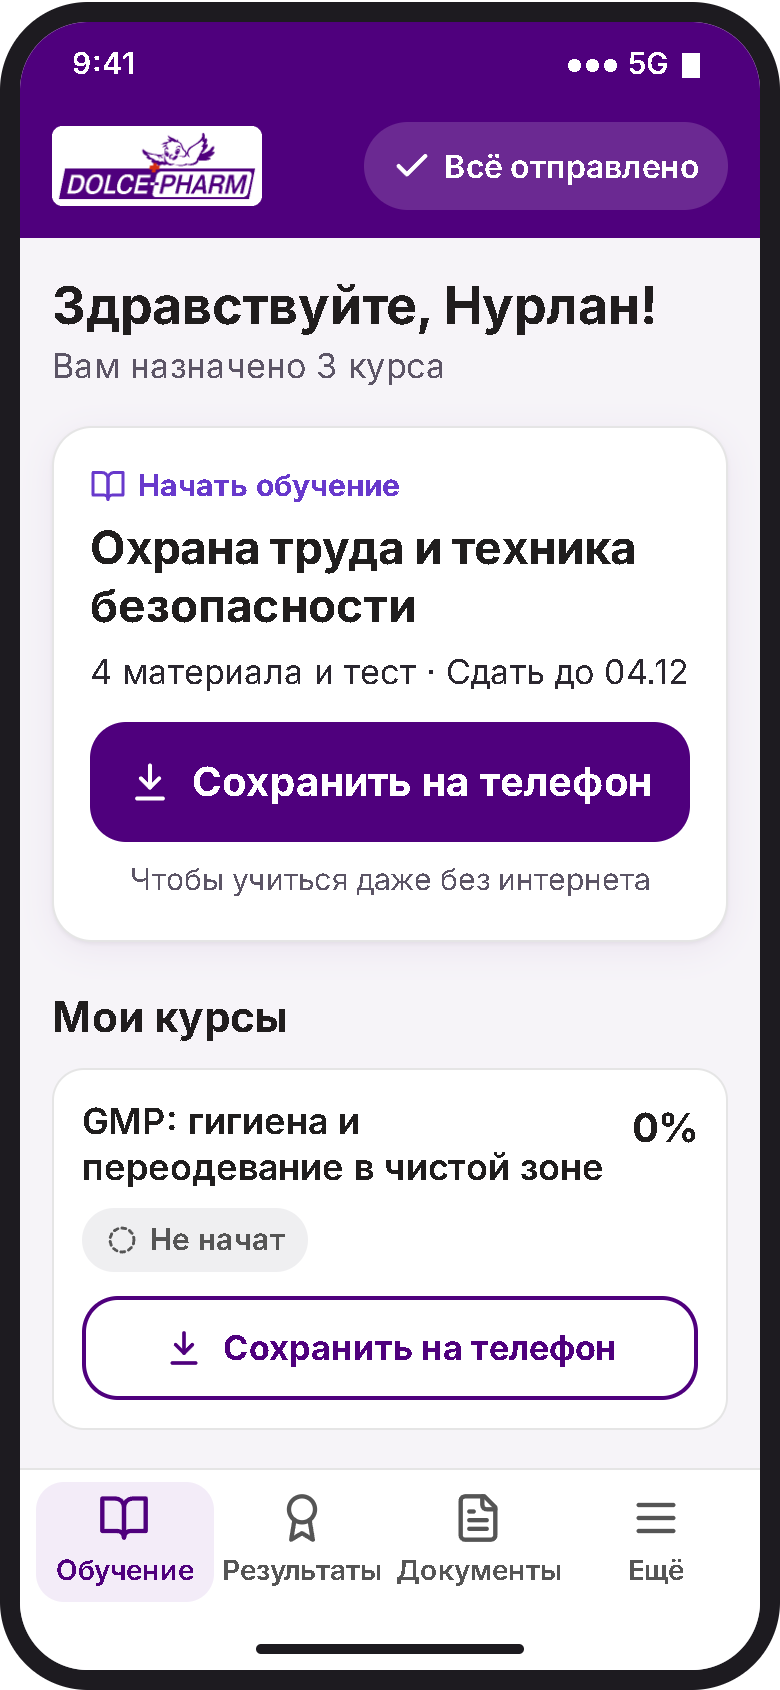 9:41
5G
DOLCE-PHARM
Всё отправлено
Здравствуйте, Нурлан!
Вам назначено 3 курса
Начать обучение
Охрана труда и техника
безопасности
4 материала и тест · Сдать до 04.12
Сохранить на телефон
Чтобы учиться даже без интернета
Мои курсы
GMP: гигиена и
переодевание в чистой зоне
0%
Не начат
Сохранить на телефон
Обучение
Результаты
Документы
Ещё